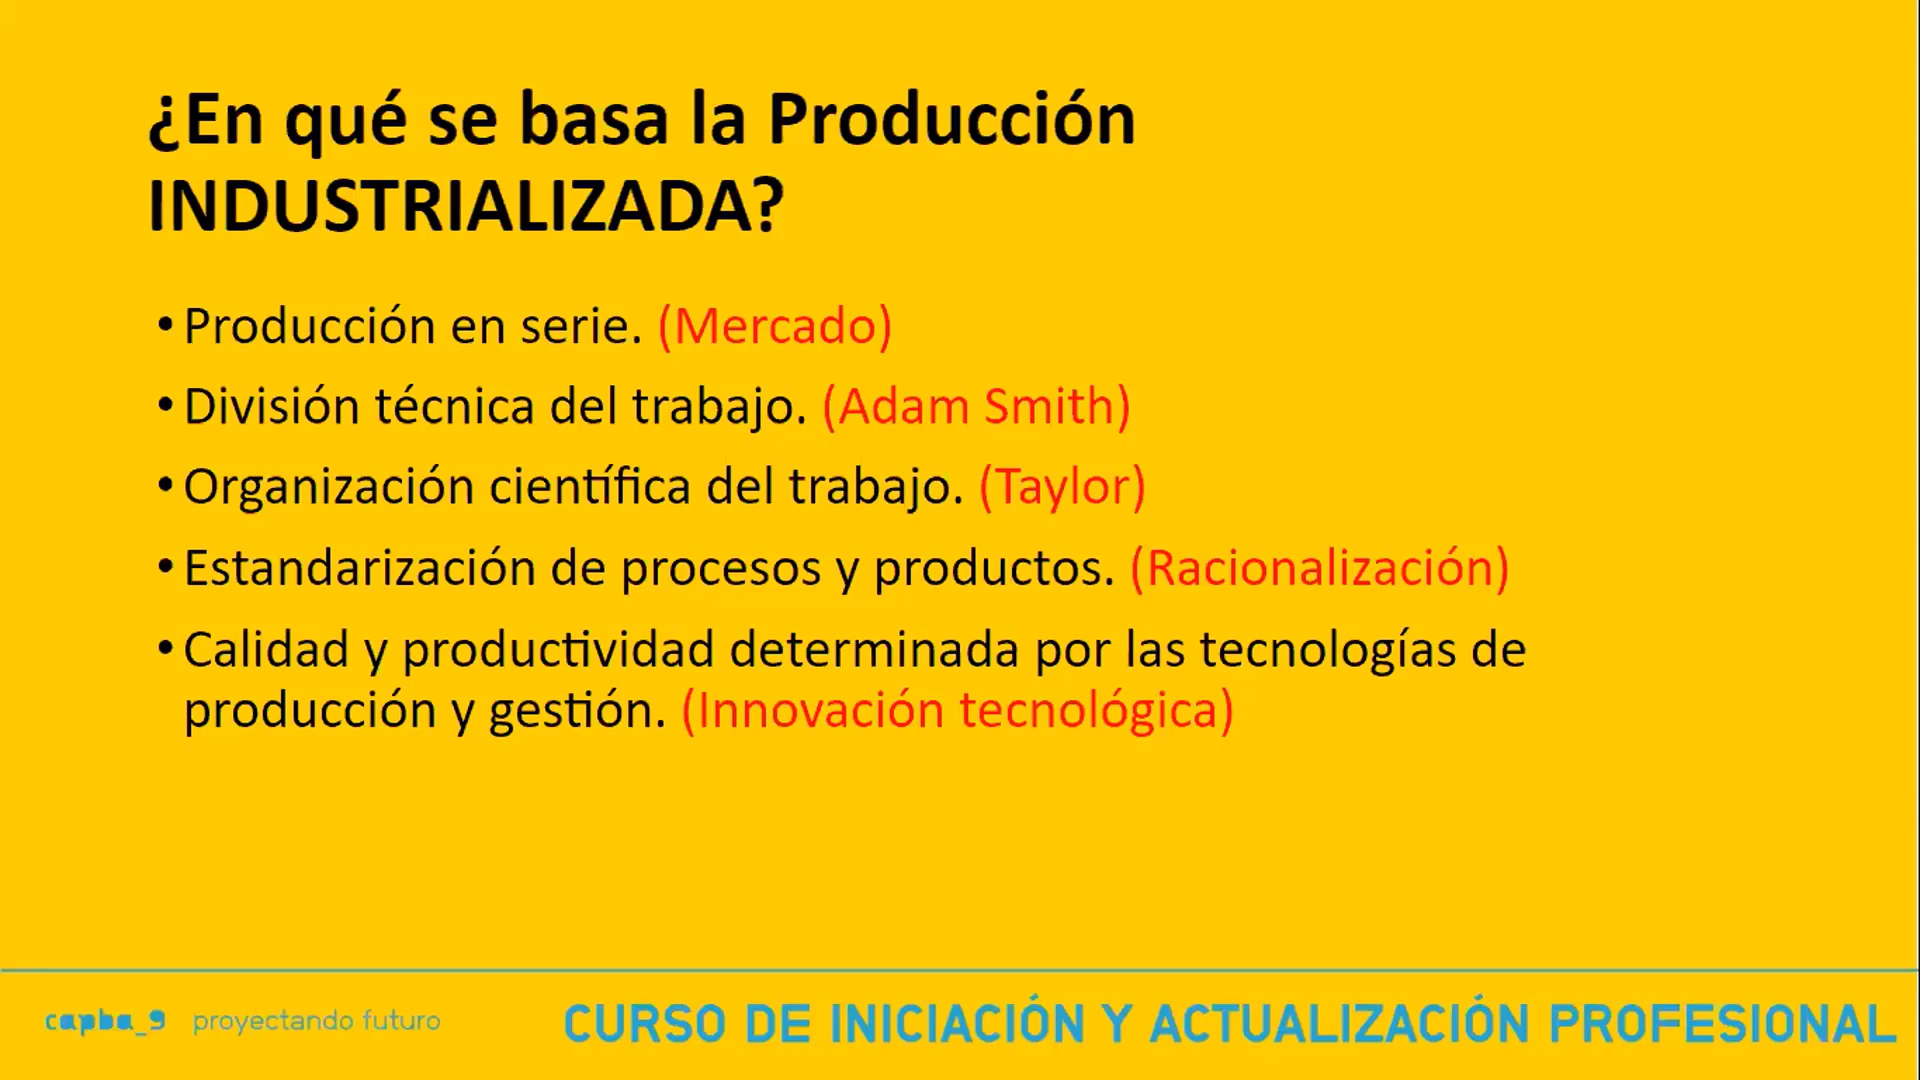 ¿En qué se basa la Producción
INDUSTRIALIZADA?
• Producción en serie. (Mercado)
• División técnica del trabajo. (Adam Smith)
• Organización científica del trabajo. (Taylor)
• Estandarización de procesos y productos. (Racionalización)
• Calidad y productividad determinada por las tecnologías de
producción y gestión. (Innovación tecnológica)
capba_9 proyectando futuro
CURSO DE INICIACIÓN Y ACTUALIZACIÓN PROFESIONAL